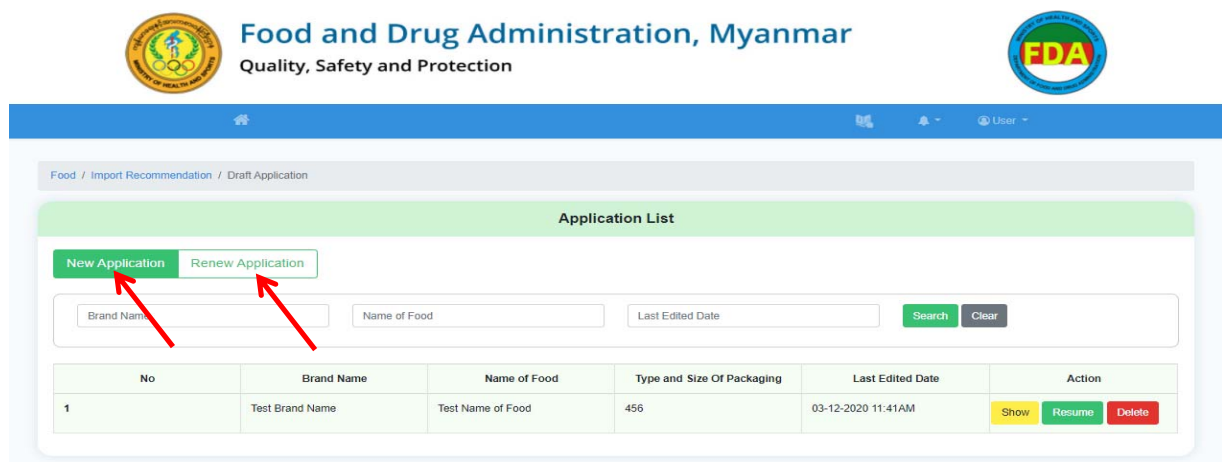 Food and Drug Administration, Myanmar
Quality, Safety and Protection
FDA
User
Food / Import Recommendation / Draft Application
Application List
New Application Renew Application
Brand Name Name of Food Last Edited Date Search Clear
No Brand Name Name of Food Type and Size Of Packaging Last Edited Date Action
1 Test Brand Name Test Name of Food 456 03-12-2020 11:41AM Show Resume Delete